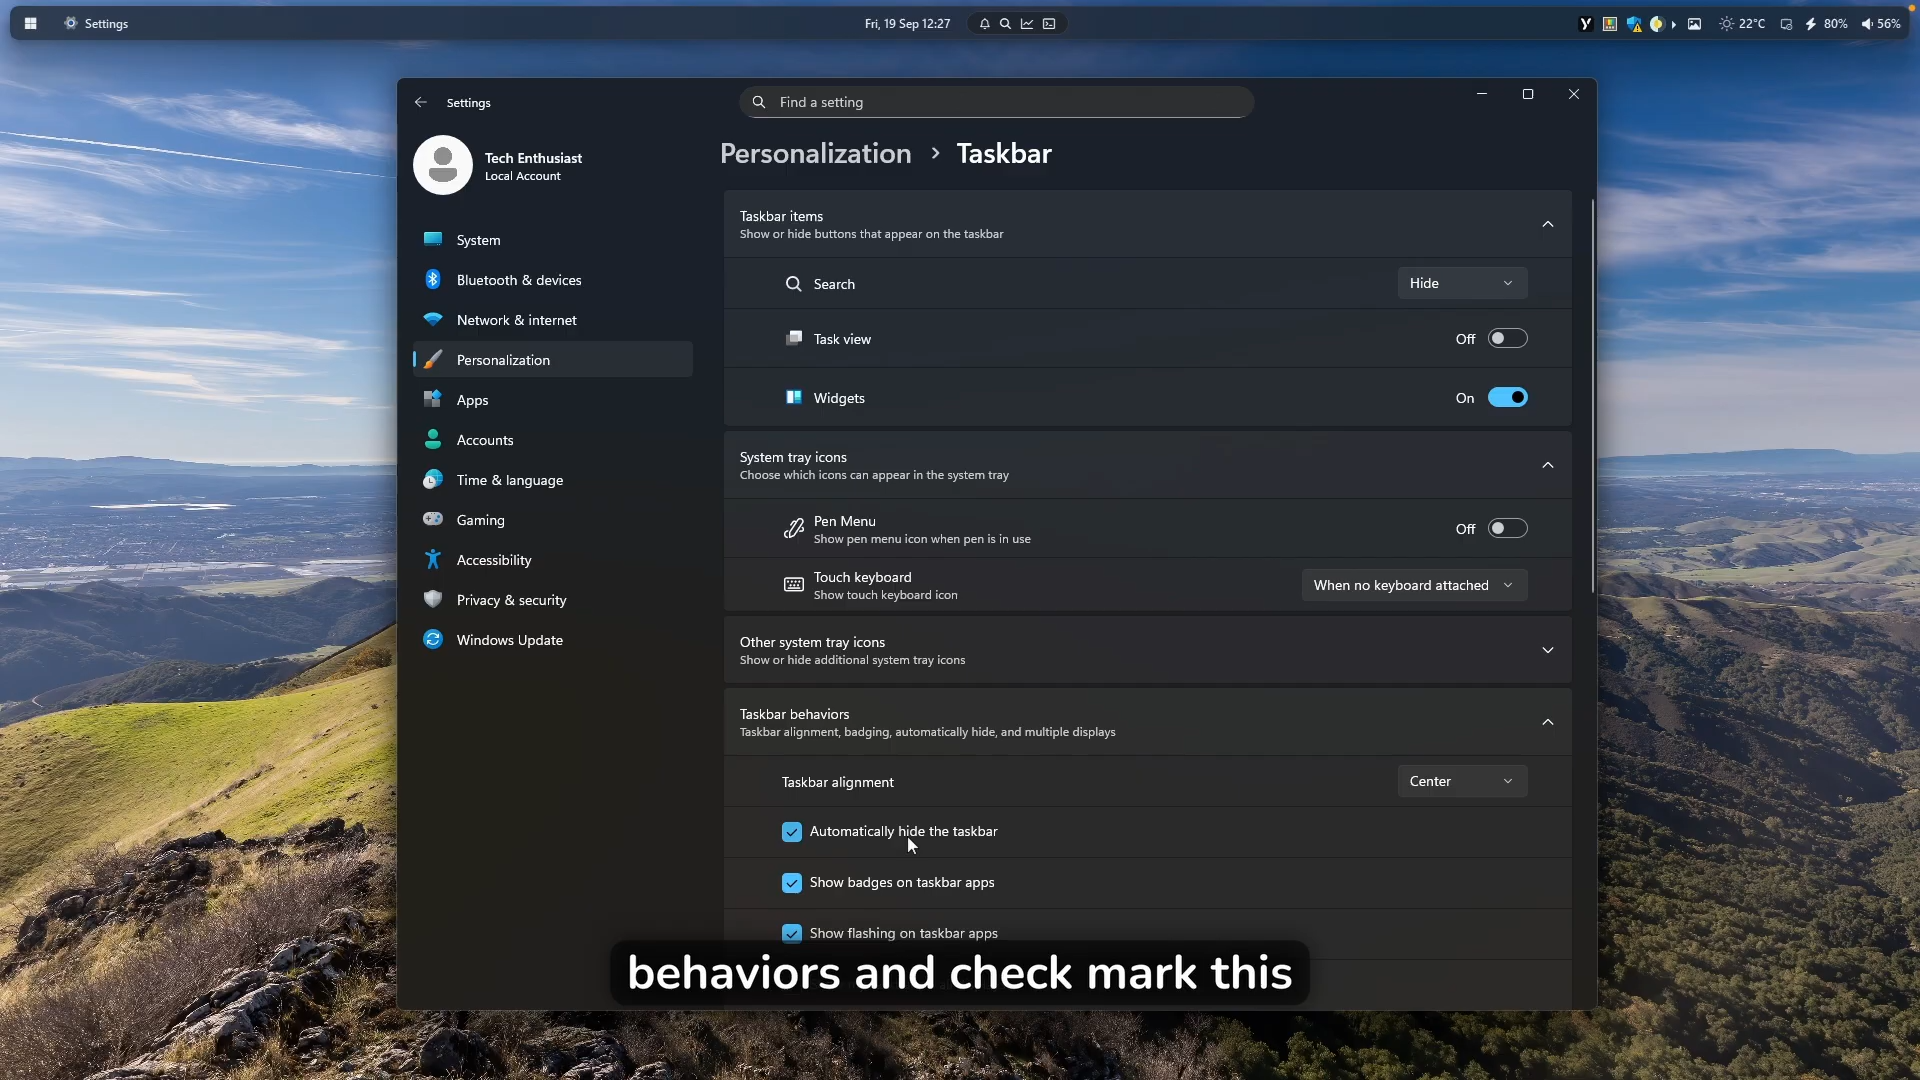 Settings
Fri, 19 Sep 12:27
22°C
80%
56%
Settings
Find a setting
Tech Enthusiast
Local Account
System
Bluetooth & devices
Network & internet
Personalization
Apps
Accounts
Time & language
Gaming
Accessibility
Privacy & security
Windows Update
Personalization > Taskbar
Taskbar items
Show or hide buttons that appear on the taskbar
Search
Hide
Task view
Off
Widgets
On
System tray icons
Choose which icons can appear in the system tray
Pen Menu
Show pen menu icon when pen is in use
Off
Touch keyboard
Show touch keyboard icon
When no keyboard attached
Other system tray icons
Show or hide additional system tray icons
Taskbar behaviors
Taskbar alignment, badging, automatically hide, and multiple displays
Taskbar alignment
Center
Automatically hide the taskbar
Show badges on taskbar apps
Show flashing on taskbar apps
behaviors and check mark this